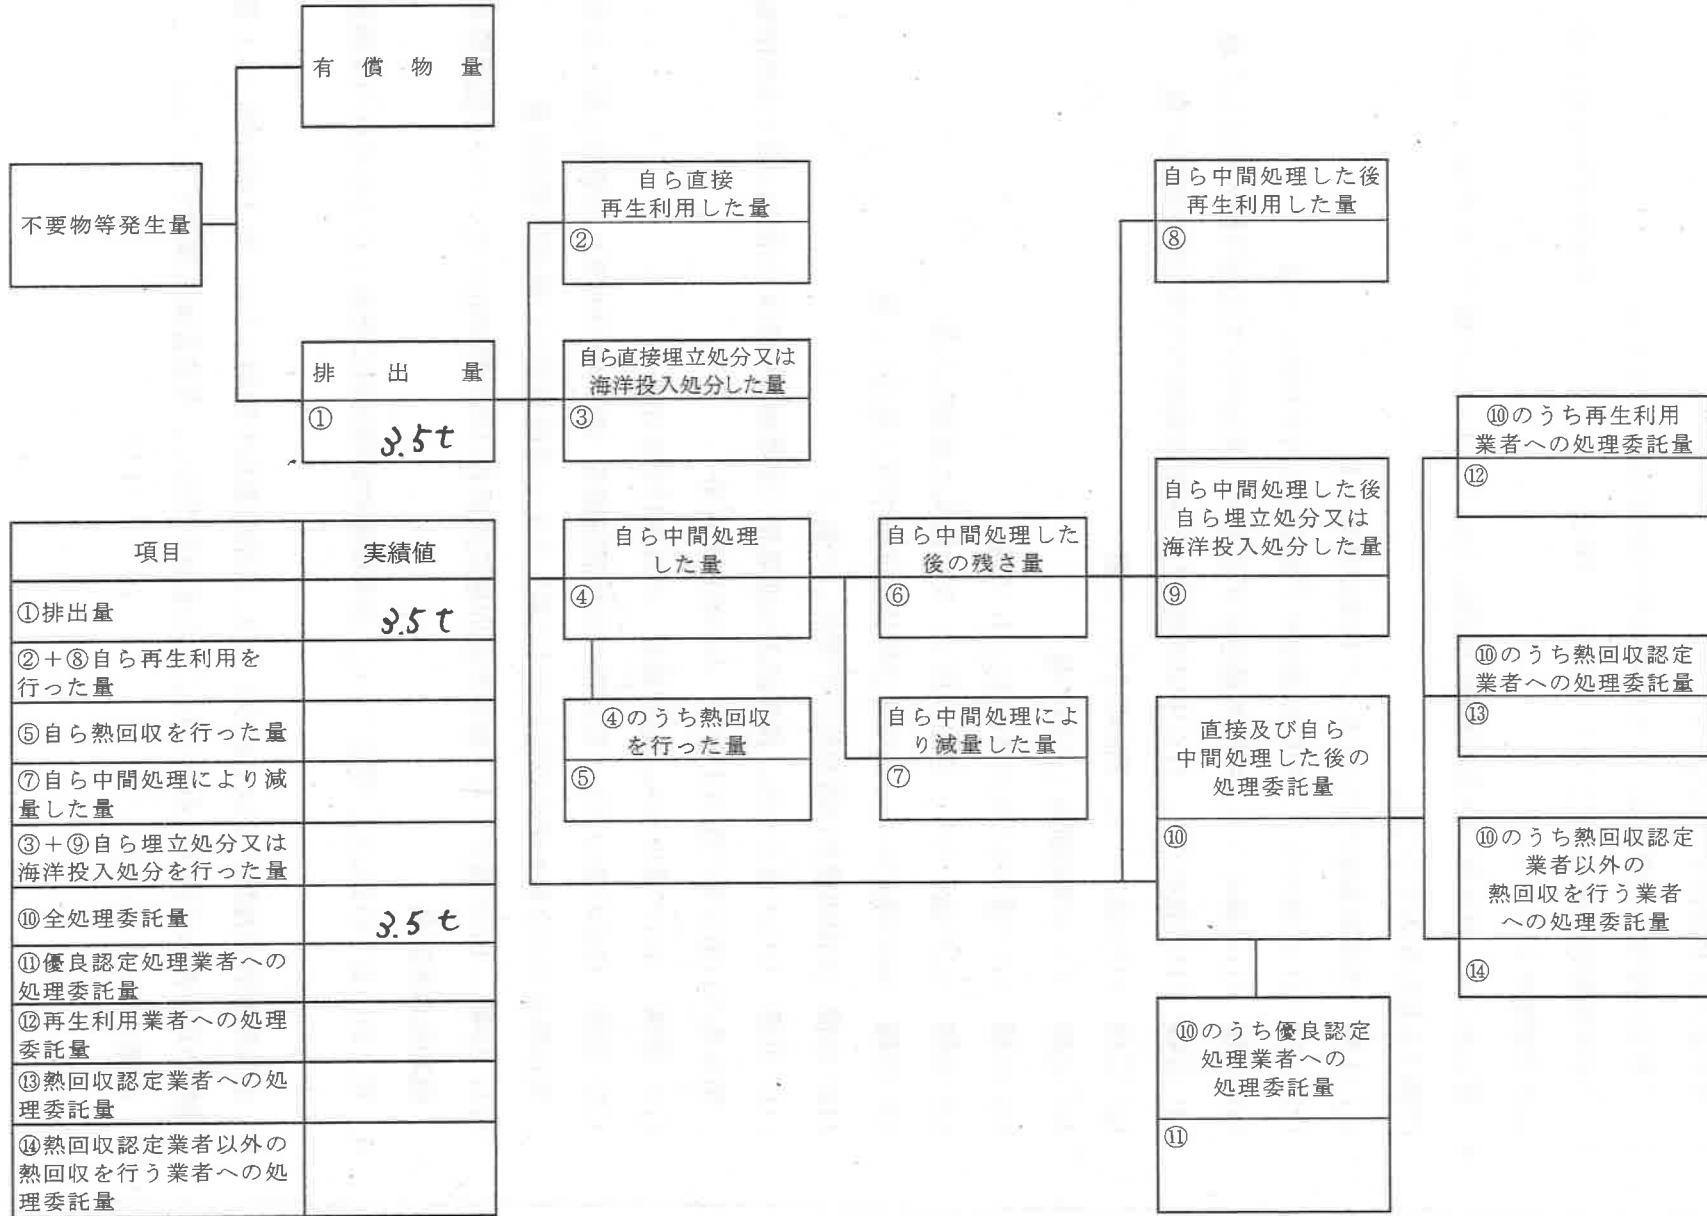 有償物量
不要物等発生量
排出量
①
3.5t
自ら直接
再生利用した量
②
自ら直接埋立処分又は
海洋投入処分した量
③
自ら中間処理
した量
④
④のうち熱回収
を行った量
⑤
自ら中間処理した
後の残さ量
⑥
自ら中間処理によ
り減量した量
⑦
自ら中間処理した後
再生利用した量
⑧
自ら中間処理した後
自ら埋立処分又は
海洋投入処分した量
⑨
直接及び自ら
中間処理した後の
処理委託量
⑩
⑩のうち優良認定
処理業者への
処理委託量
⑪
⑩のうち再生利用
業者への処理委託量
⑫
⑩のうち熱回収認定
業者への処理委託量
⑬
⑩のうち熱回収認定
業者以外の
熱回収を行う業者
への処理委託量
⑭
項目 実績値
①排出量 3.5t
②+⑧自ら再生利用を
行った量
⑤自ら熱回収を行った量
⑦自ら中間処理により減
量した量
③+⑨自ら埋立処分又は
海洋投入処分を行った量
⑩全処理委託量 3.5t
⑪優良認定処理業者への
処理委託量
⑫再生利用業者への処理
委託量
⑬熱回収認定業者への処
理委託量
⑭熱回収認定業者以外の
熱回収を行う業者への処
理委託量